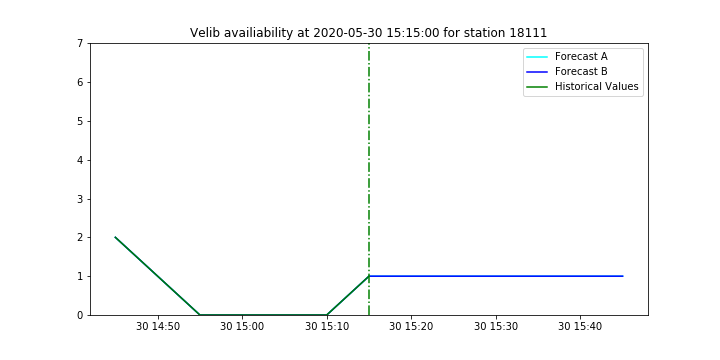 Velib availiability at 2020-05-30 15:15:00 for station 18111
7
6
5
4
3
2
1
0
Forecast A
Forecast B
Historical Values
30 14:50 30 15:00 30 15:10 30 15:20 30 15:30 30 15:40